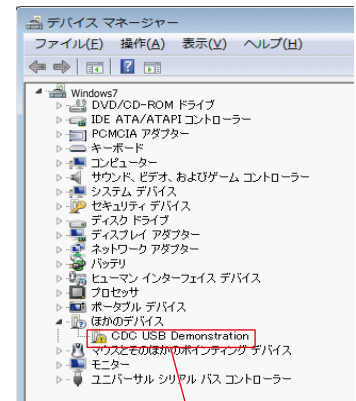 デバイス マネージャー
ファイル(F) 操作(A) 表示(V) ヘルプ(H)
Windows7
DVD/CD-ROM ドライブ
IDE ATA/ATAPI コントローラー
PCMCIA アダプター
キーボード
コンピューター
サウンド、ビデオ、およびゲーム コントローラー
システム デバイス
セキュリティ デバイス
ディスク ドライブ
ディスプレイ アダプター
ネットワーク アダプター
バッテリ
ヒューマン インターフェイス デバイス
プロセッサ
ポータブル デバイス
ほかのデバイス
CDC USB Demonstration
マウスとそのほかのポインティング デバイス
モニター
ユニバーサル シリアル バス コントローラー